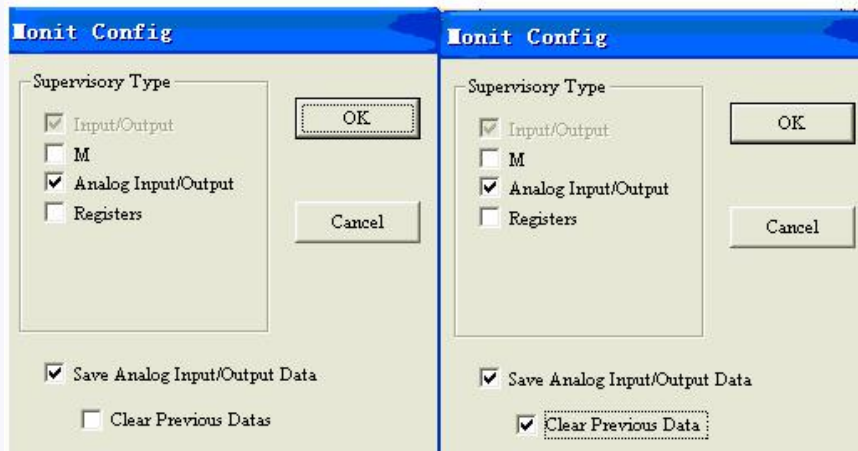 Monit Config
Supervisory Type
Input/Output
OK
M
Analog Input/Output
Registers
Cancel
Save Analog Input/Output Data
Clear Previous Datas
Monit Config
Supervisory Type
Input/Output
OK
M
Analog Input/Output
Registers
Cancel
Save Analog Input/Output Data
Clear Previous Data